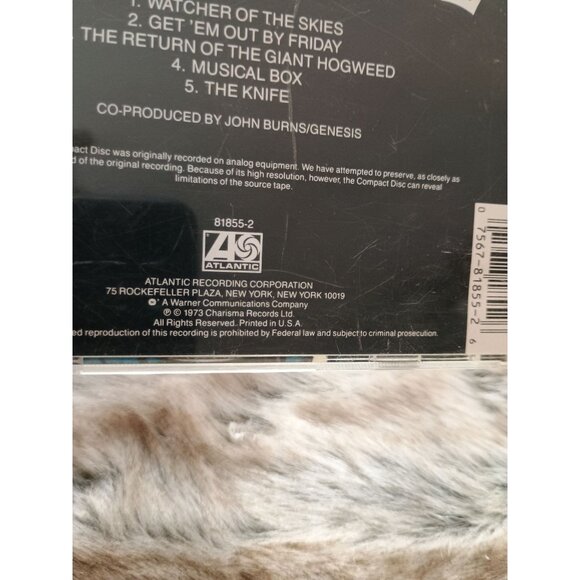 1. WATCHER OF THE SKIES
2. GET 'EM OUT BY FRIDAY
THE RETURN OF THE GIANT HOGWEED
4. MUSICAL BOX
5. THE KNIFE
CO-PRODUCED BY JOHN BURNS/GENESIS
Disc was originally recorded on analog equipment. We have attempted to preserve, as closely as
of the original recording. Because of its high resolution, however, the Compact Disc can reveal
limitations of the source tape.
81855-2
ATLANTIC
ATLANTIC RECORDING CORPORATION
75 ROCKEFELLER PLAZA, NEW YORK, NEW YORK 10019
A Warner Communications Company
℗ © 1973 Charisma Records Ltd.
All Rights Reserved. Printed in U.S.A.
reproduction of this recording is prohibited by Federal law and subject to criminal prosecution.
0 7567-81855-2 6